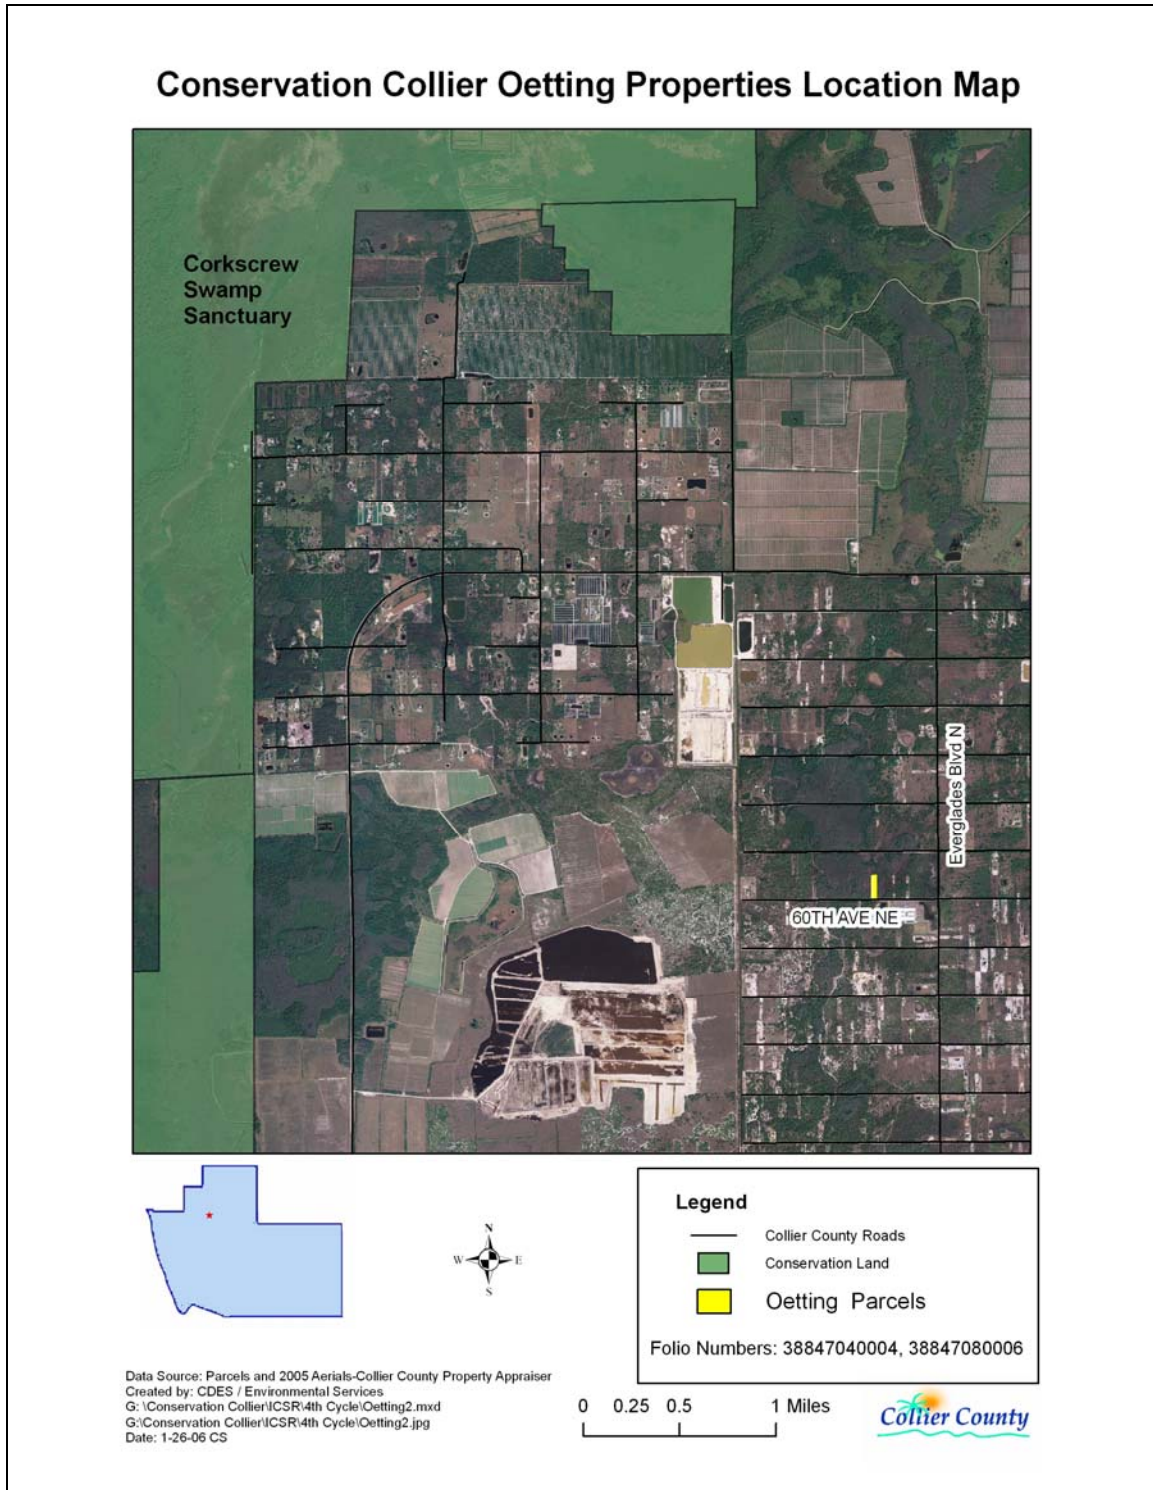 Conservation Collier Oetting Properties Location Map
Corkscrew
Swamp
Sanctuary
Everglades Blvd N
60TH AVE NE
N
W
E
S
Legend
Collier County Roads
Conservation Land
Oetting Parcels
Folio Numbers: 38847040004, 38847080006
Data Source: Parcels and 2005 Aerials-Collier County Property Appraiser
Created by: CDES / Environmental Services
G: \Conservation Collier\ICSR\4th Cycle\Oetting2.mxd
G:\Conservation Collier\ICSR\4th Cycle\Oetting2.jpg
Date: 1-26-06 CS
0 0.25 0.5 1 Miles
Collier County